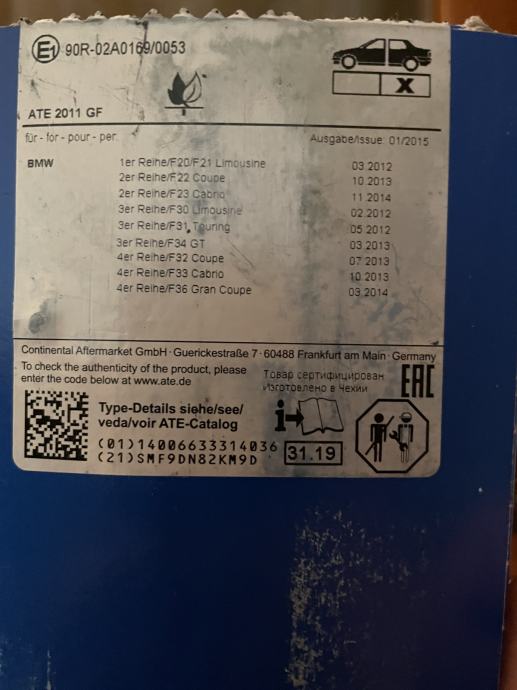 E1 90R-02A0169/0053
X
ATE 2011 GF
für - for - pour - per: Ausgabe/Issue: 01/2015
BMW 1er Reihe/F20/F21 Limousine 03.2012
2er Reihe/F22 Coupe 10.2013
2er Reihe/F23 Cabrio 11.2014
3er Reihe/F30 Limousine 02.2012
3er Reihe/F31 Touring 05.2012
3er Reihe/F34 GT 03.2013
4er Reihe/F32 Coupe 07.2013
4er Reihe/F33 Cabrio 10.2013
4er Reihe/F36 Gran Coupe 03.2014
Continental Aftermarket GmbH · Guerickestraße 7 · 60488 Frankfurt am Main · Germany
To check the authenticity of the product, please
enter the code below at www.ate.de
Товар сертифицирован
Изготовлено в Чехии
EAC
Type-Details siehe/see/
veda/voir ATE-Catalog
(01)14006633314036
(21)SMF9DN82KM9D
i
31.19